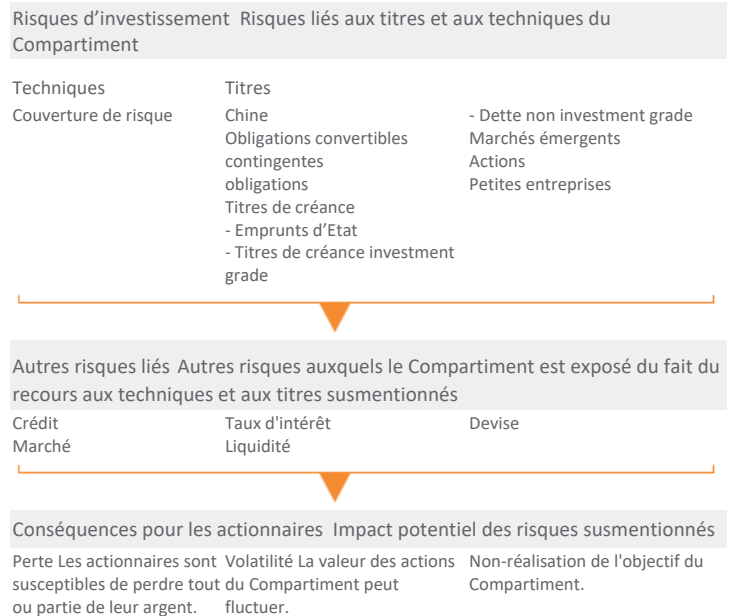 Risques d’investissement Risques liés aux titres et aux techniques du
Compartiment
Techniques
Couverture de risque
Titres
Chine
Obligations convertibles
contingentes
obligations
Titres de créance
- Emprunts d’Etat
- Titres de créance investment
grade
- Dette non investment grade
Marchés émergents
Actions
Petites entreprises
Autres risques liés Autres risques auxquels le Compartiment est exposé du fait du
recours aux techniques et aux titres susmentionnés
Crédit
Marché
Taux d'intérêt
Liquidité
Devise
Conséquences pour les actionnaires Impact potentiel des risques susmentionnés
Perte Les actionnaires sont
susceptibles de perdre tout
ou partie de leur argent.
Volatilité La valeur des actions
du Compartiment peut
fluctuer.
Non-réalisation de l'objectif du
Compartiment.